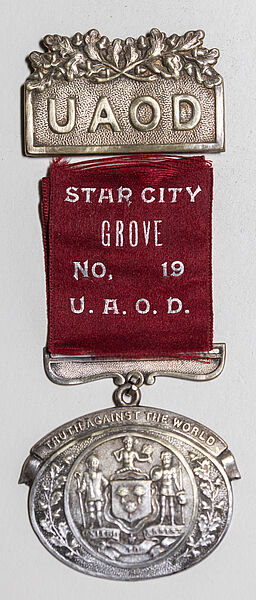 UAOD
STAR CITY
GROVE
NO, 19
U. A. O. D.
TRUTH AGAINST THE WORLD